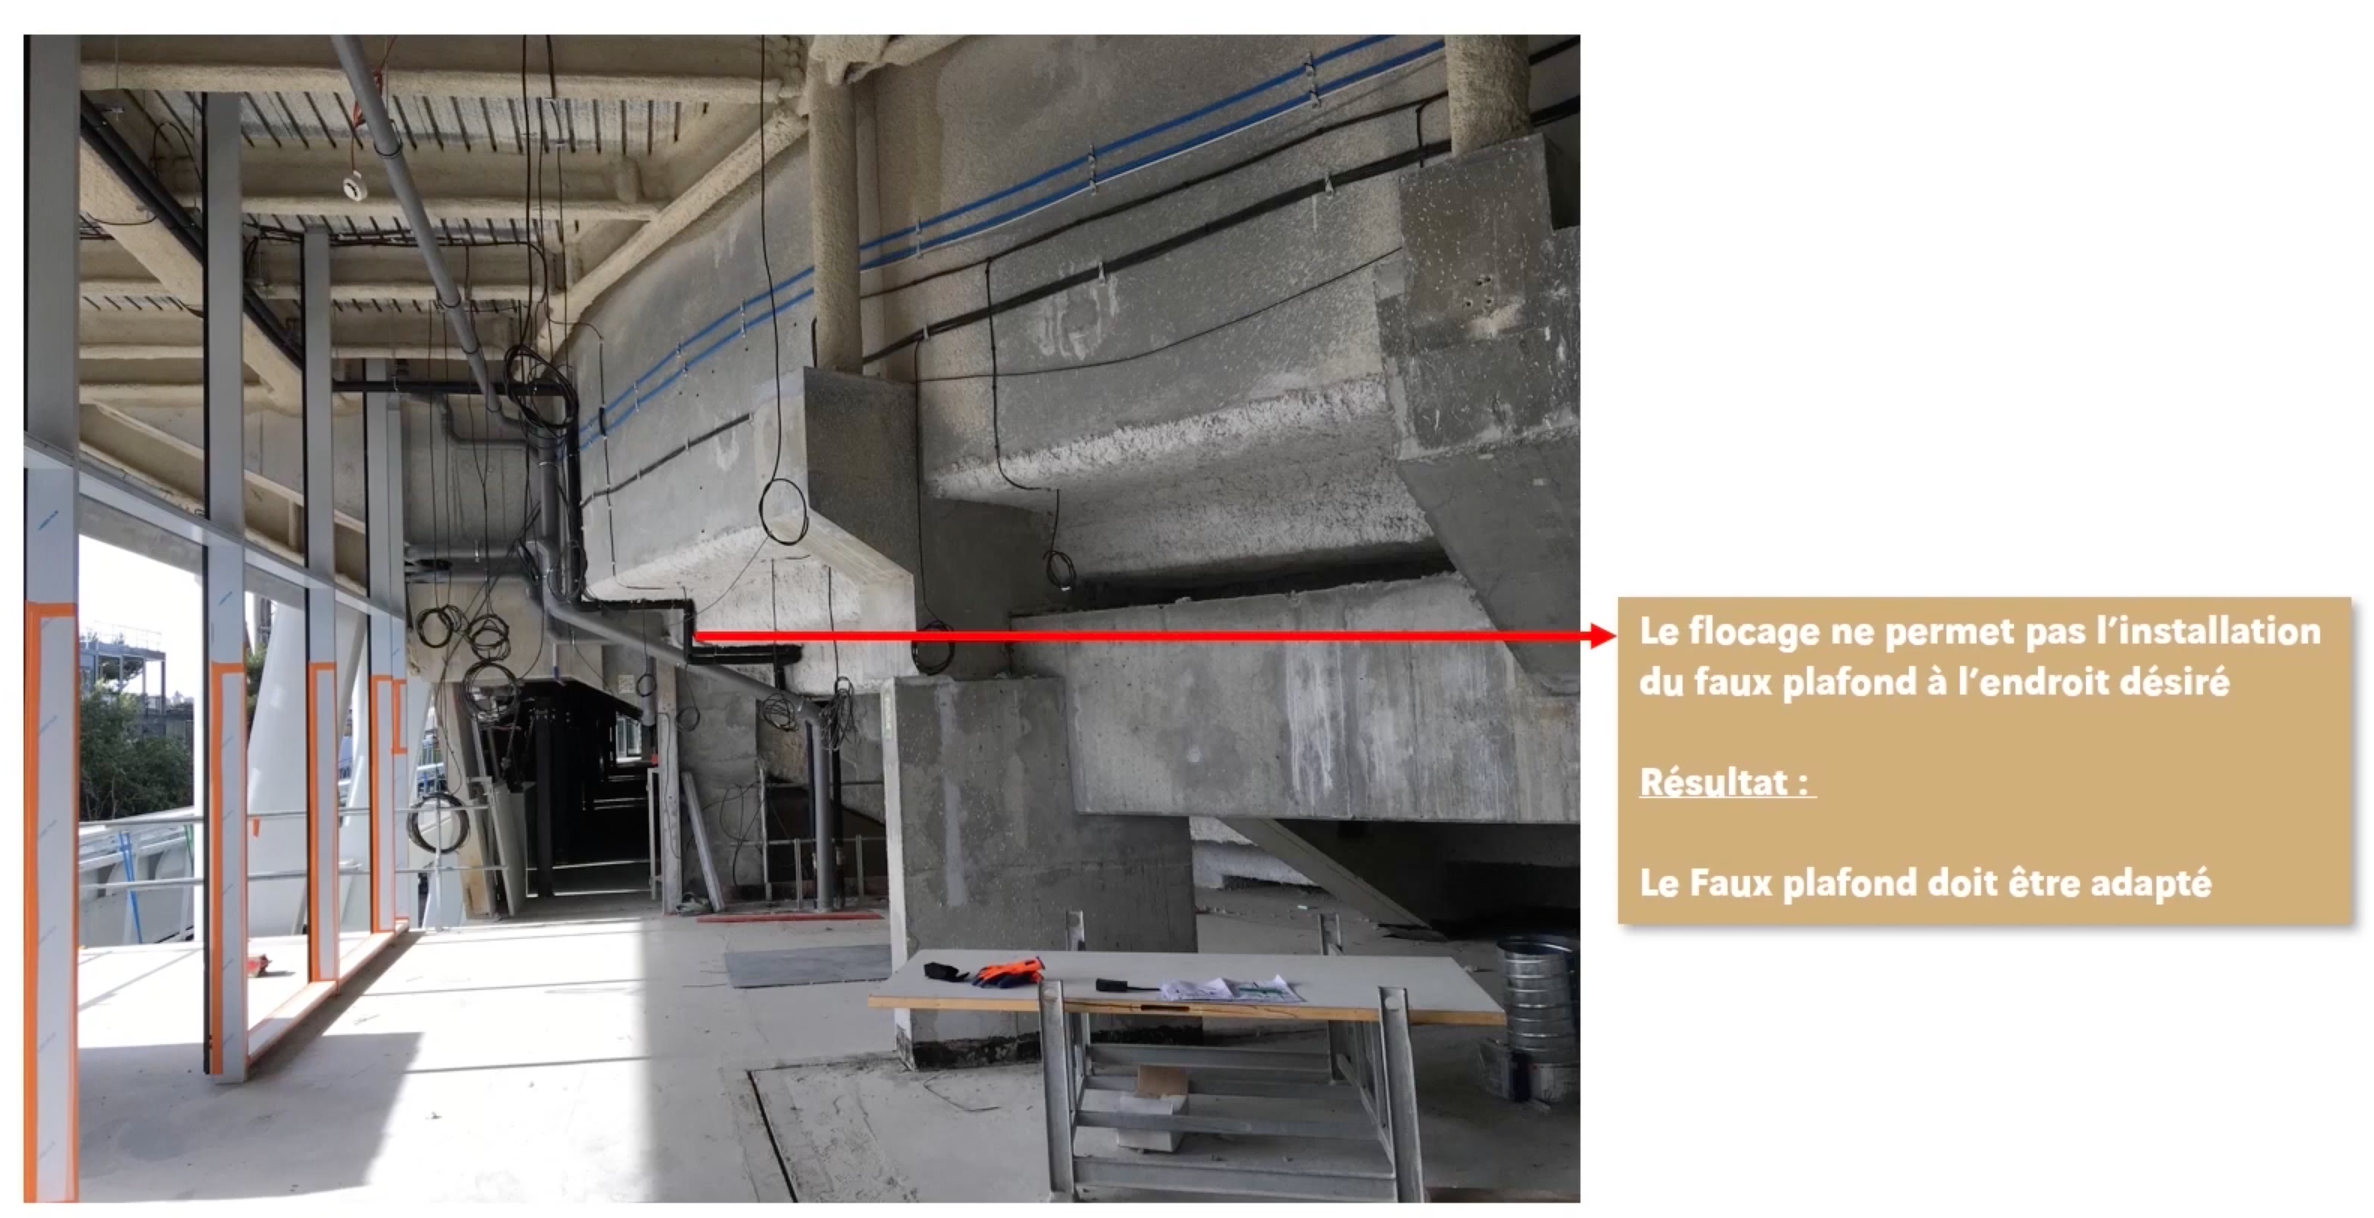 Le flocage ne permet pas l'installation
du faux plafond à l'endroit désiré
Résultat :
Le Faux plafond doit être adapté